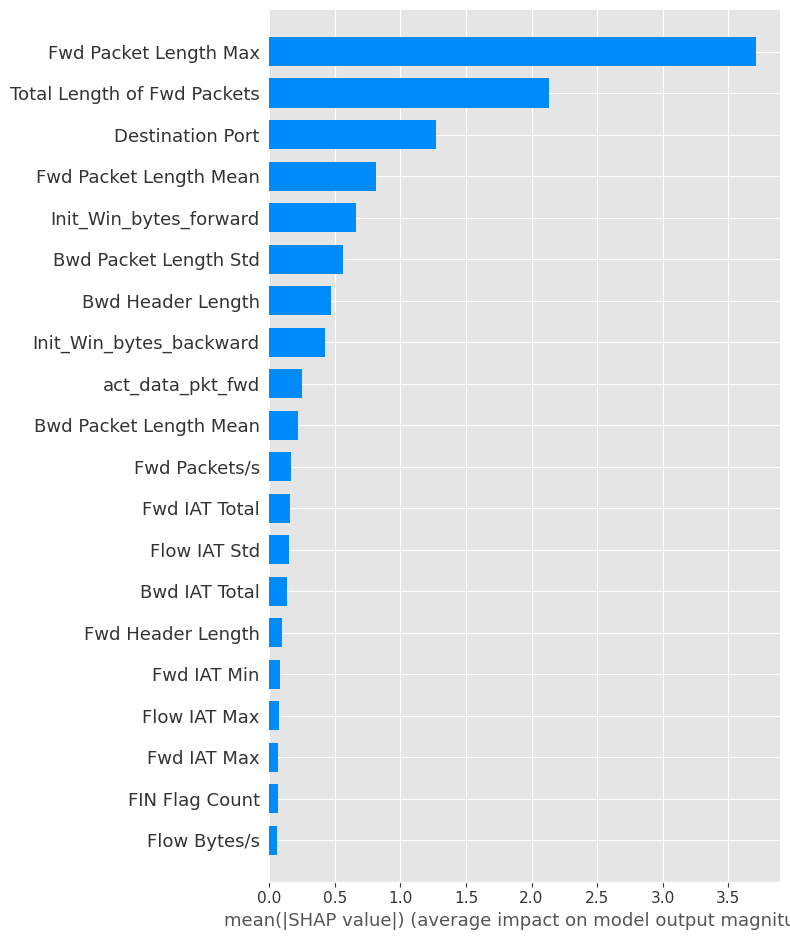 Fwd Packet Length Max
Total Length of Fwd Packets
Destination Port
Fwd Packet Length Mean
Init_Win_bytes_forward
Bwd Packet Length Std
Bwd Header Length
Init_Win_bytes_backward
act_data_pkt_fwd
Bwd Packet Length Mean
Fwd Packets/s
Fwd IAT Total
Flow IAT Std
Bwd IAT Total
Fwd Header Length
Fwd IAT Min
Flow IAT Max
Fwd IAT Max
FIN Flag Count
Flow Bytes/s
0.0 0.5 1.0 1.5 2.0 2.5 3.0 3.5
mean(|SHAP value|) (average impact on model output magnitu